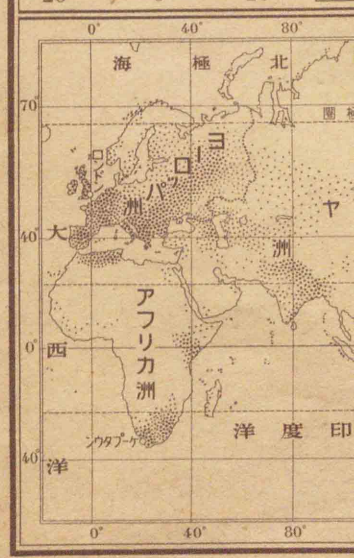 0° 40° 80°
海極北
70°
圏極
ヨーロッパ洲
ロンドン
ヤ
洲
大西洋
40°
0°
40°
アフリカ洲
ンウタプーケ
洋度印
0° 40° 80°